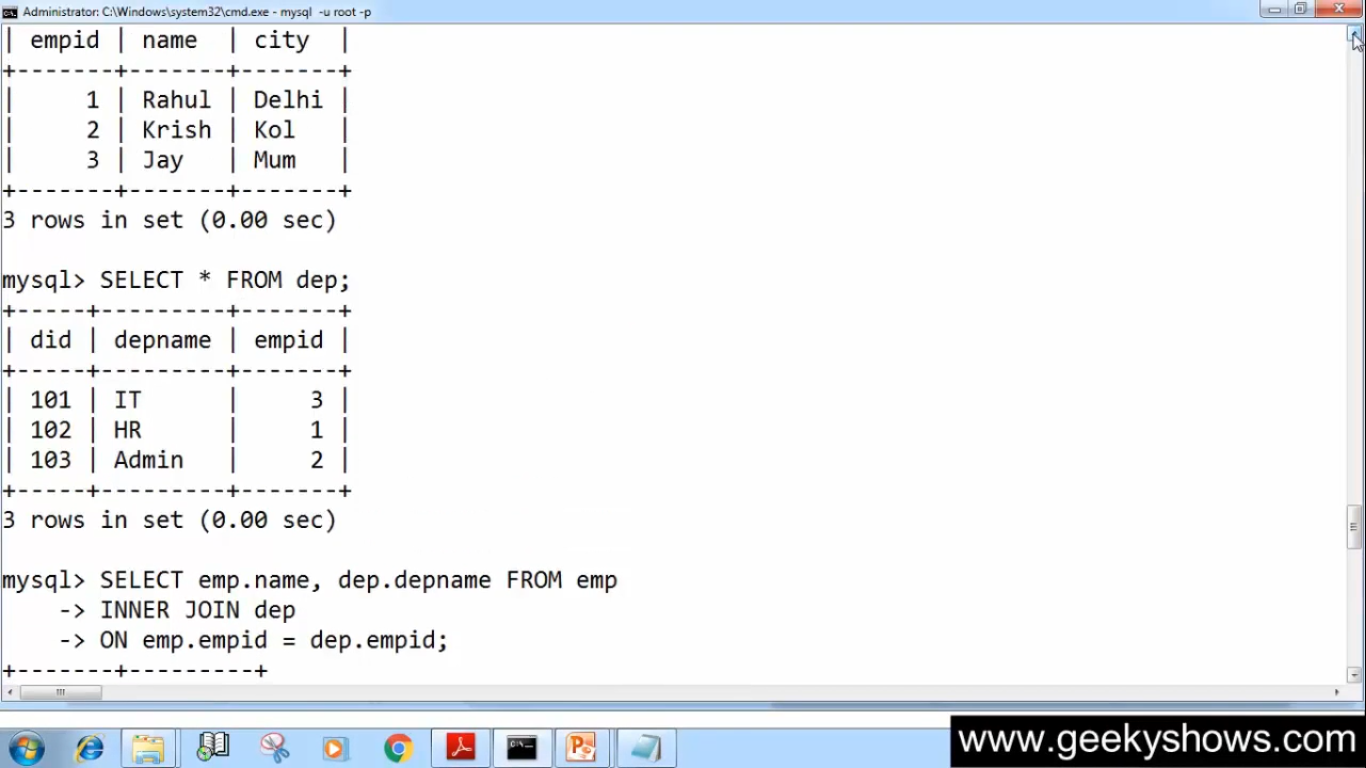 Administrator: C:\Windows\system32\cmd.exe - mysql -u root -p
| empid | name  | city  |
+-------+-------+-------+
|     1 | Rahul | Delhi |
|     2 | Krish | Kol   |
|     3 | Jay   | Mum   |
+-------+-------+-------+
3 rows in set (0.00 sec)
mysql> SELECT * FROM dep;
+-----+---------+-------+
| did | depname | empid |
+-----+---------+-------+
| 101 | IT      |     3 |
| 102 | HR      |     1 |
| 103 | Admin   |     2 |
+-----+---------+-------+
3 rows in set (0.00 sec)
mysql> SELECT emp.name, dep.depname FROM emp
    -> INNER JOIN dep
    -> ON emp.empid = dep.empid;
+-------+---------+
www.geekyshows.com